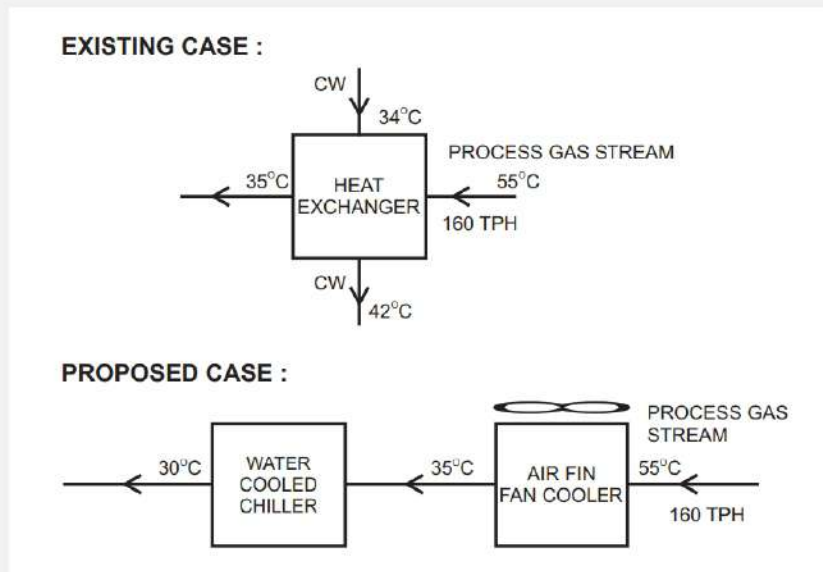 EXISTING CASE :
CW
34°C
PROCESS GAS STREAM
35°C
HEAT
EXCHANGER
55°C
160 TPH
CW
42°C
PROPOSED CASE :
PROCESS GAS
STREAM
30°C
WATER
COOLED
CHILLER
35°C
AIR FIN
FAN COOLER
55°C
160 TPH